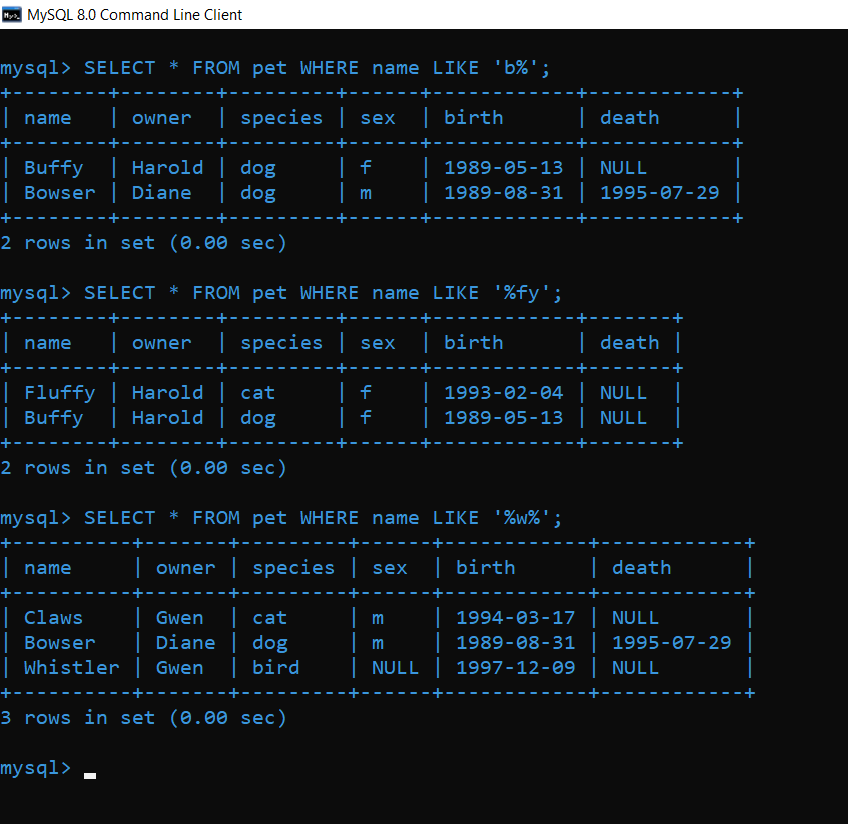 MySQL 8.0 Command Line Client
mysql> SELECT * FROM pet WHERE name LIKE 'b%';
+--------+--------+---------+------+------------+------------+
| name   | owner  | species | sex  | birth      | death      |
+--------+--------+---------+------+------------+------------+
| Buffy  | Harold | dog     | f    | 1989-05-13 | NULL       |
| Bowser | Diane  | dog     | m    | 1989-08-31 | 1995-07-29 |
+--------+--------+---------+------+------------+------------+
2 rows in set (0.00 sec)
mysql> SELECT * FROM pet WHERE name LIKE '%fy';
+--------+--------+---------+------+------------+-------+
| name   | owner  | species | sex  | birth      | death |
+--------+--------+---------+------+------------+-------+
| Fluffy | Harold | cat     | f    | 1993-02-04 | NULL  |
| Buffy  | Harold | dog     | f    | 1989-05-13 | NULL  |
+--------+--------+---------+------+------------+-------+
2 rows in set (0.00 sec)
mysql> SELECT * FROM pet WHERE name LIKE '%w%';
+----------+-------+---------+------+------------+------------+
| name     | owner | species | sex  | birth      | death      |
+----------+-------+---------+------+------------+------------+
| Claws    | Gwen  | cat     | m    | 1994-03-17 | NULL       |
| Bowser   | Diane | dog     | m    | 1989-08-31 | 1995-07-29 |
| Whistler | Gwen  | bird    | NULL | 1997-12-09 | NULL       |
+----------+-------+---------+------+------------+------------+
3 rows in set (0.00 sec)
mysql>